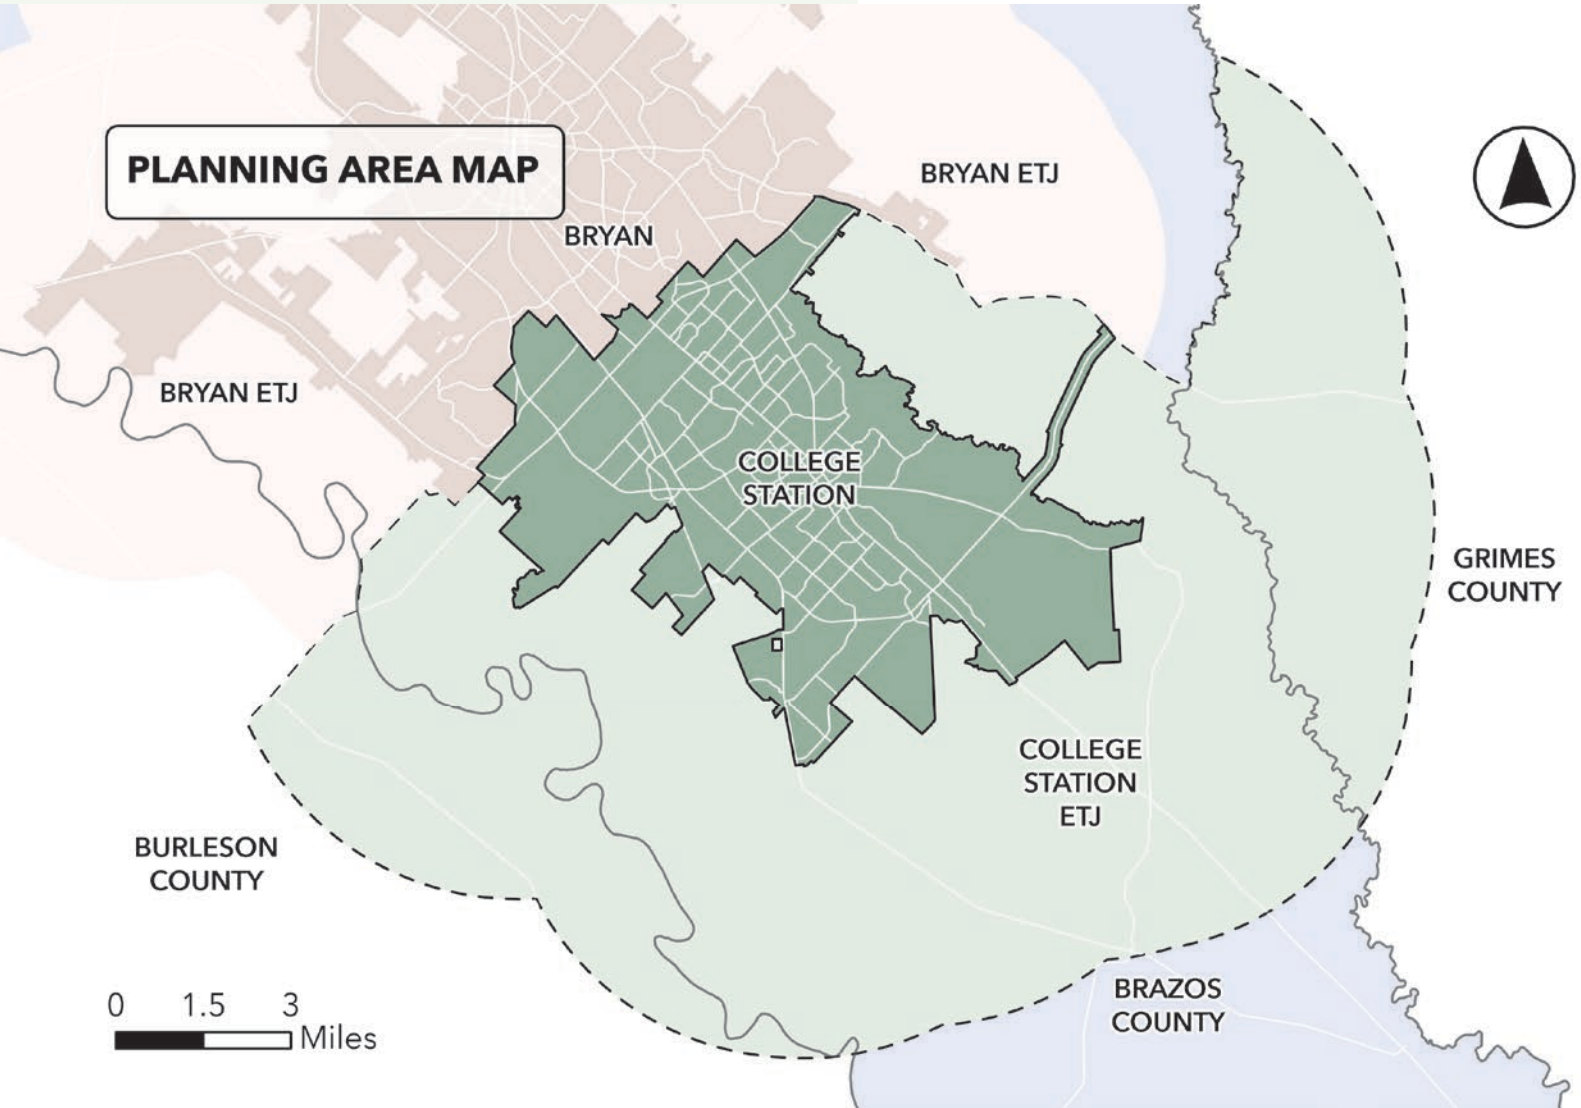 PLANNING AREA MAP
BRYAN ETJ
BRYAN
BRYAN ETJ
COLLEGE
STATION
GRIMES
COUNTY
COLLEGE
STATION
ETJ
BURLESON
COUNTY
BRAZOS
COUNTY
0 1.5 3
Miles